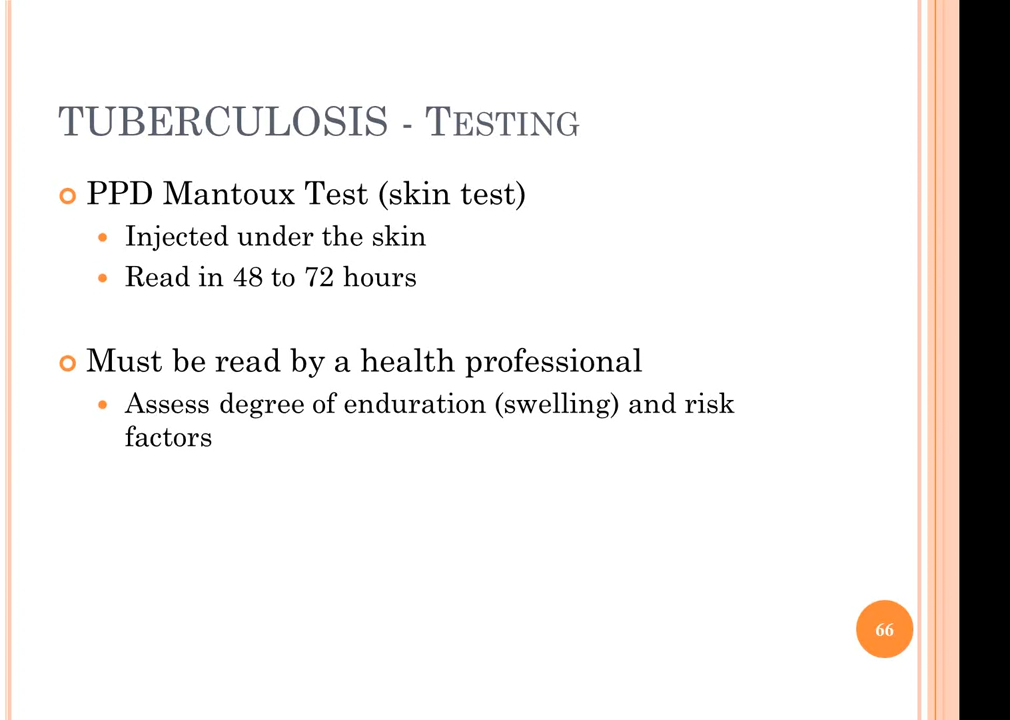 TUBERCULOSIS - TESTING
PPD Mantoux Test (skin test)
Injected under the skin
Read in 48 to 72 hours
Must be read by a health professional
Assess degree of enduration (swelling) and risk
factors
66